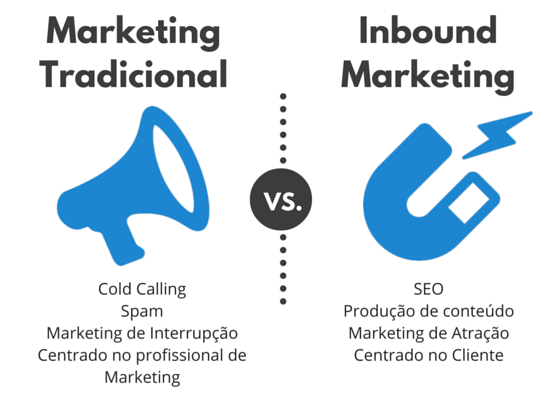 Marketing
Tradicional
Cold Calling
Spam
Marketing de Interrupção
Centrado no profissional de
Marketing
vs.
Inbound
Marketing
SEO
Produção de conteúdo
Marketing de Atração
Centrado no Cliente